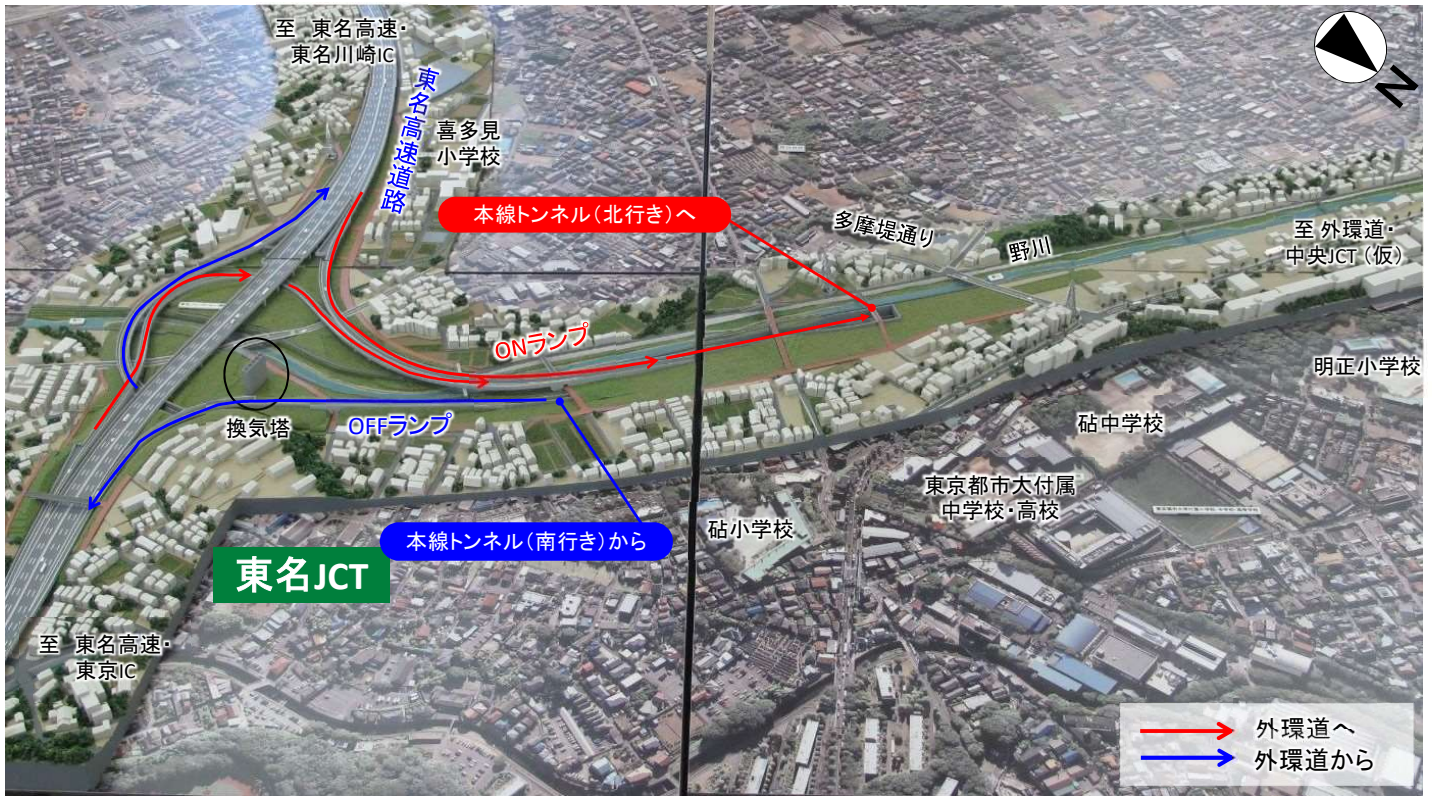 至 東名高速・
東名川崎IC
東名高速道路
喜多見
小学校
N
本線トンネル（北行き）へ
多摩堤通り
野川
至 外環道・
中央JCT（仮）
ONランプ
明正小学校
換気塔
OFFランプ
砧中学校
東京都市大付属
中学校・高校
砧小学校
本線トンネル（南行き）から
東名JCT
至 東名高速・
東京IC
外環道へ
外環道から